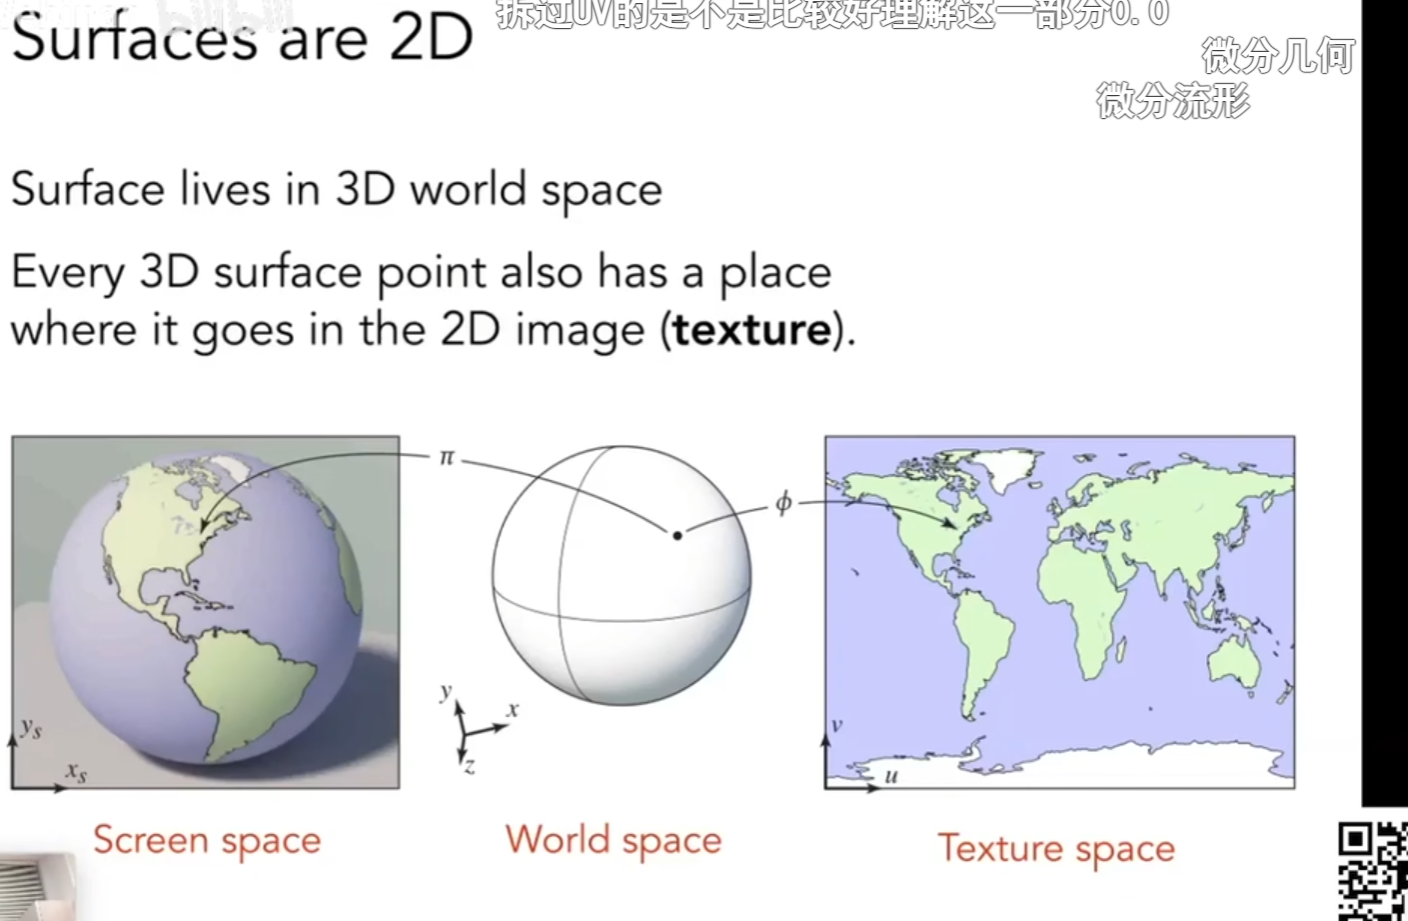 拆过UV的是不是比较好理解这一部分0.0
Surfaces are 2D
微分几何
微分流形
Surface lives in 3D world space
Every 3D surface point also has a place
where it goes in the 2D image (texture).
π
ϕ
y
x
z
y_s
x_s
v
u
Screen space
World space
Texture space